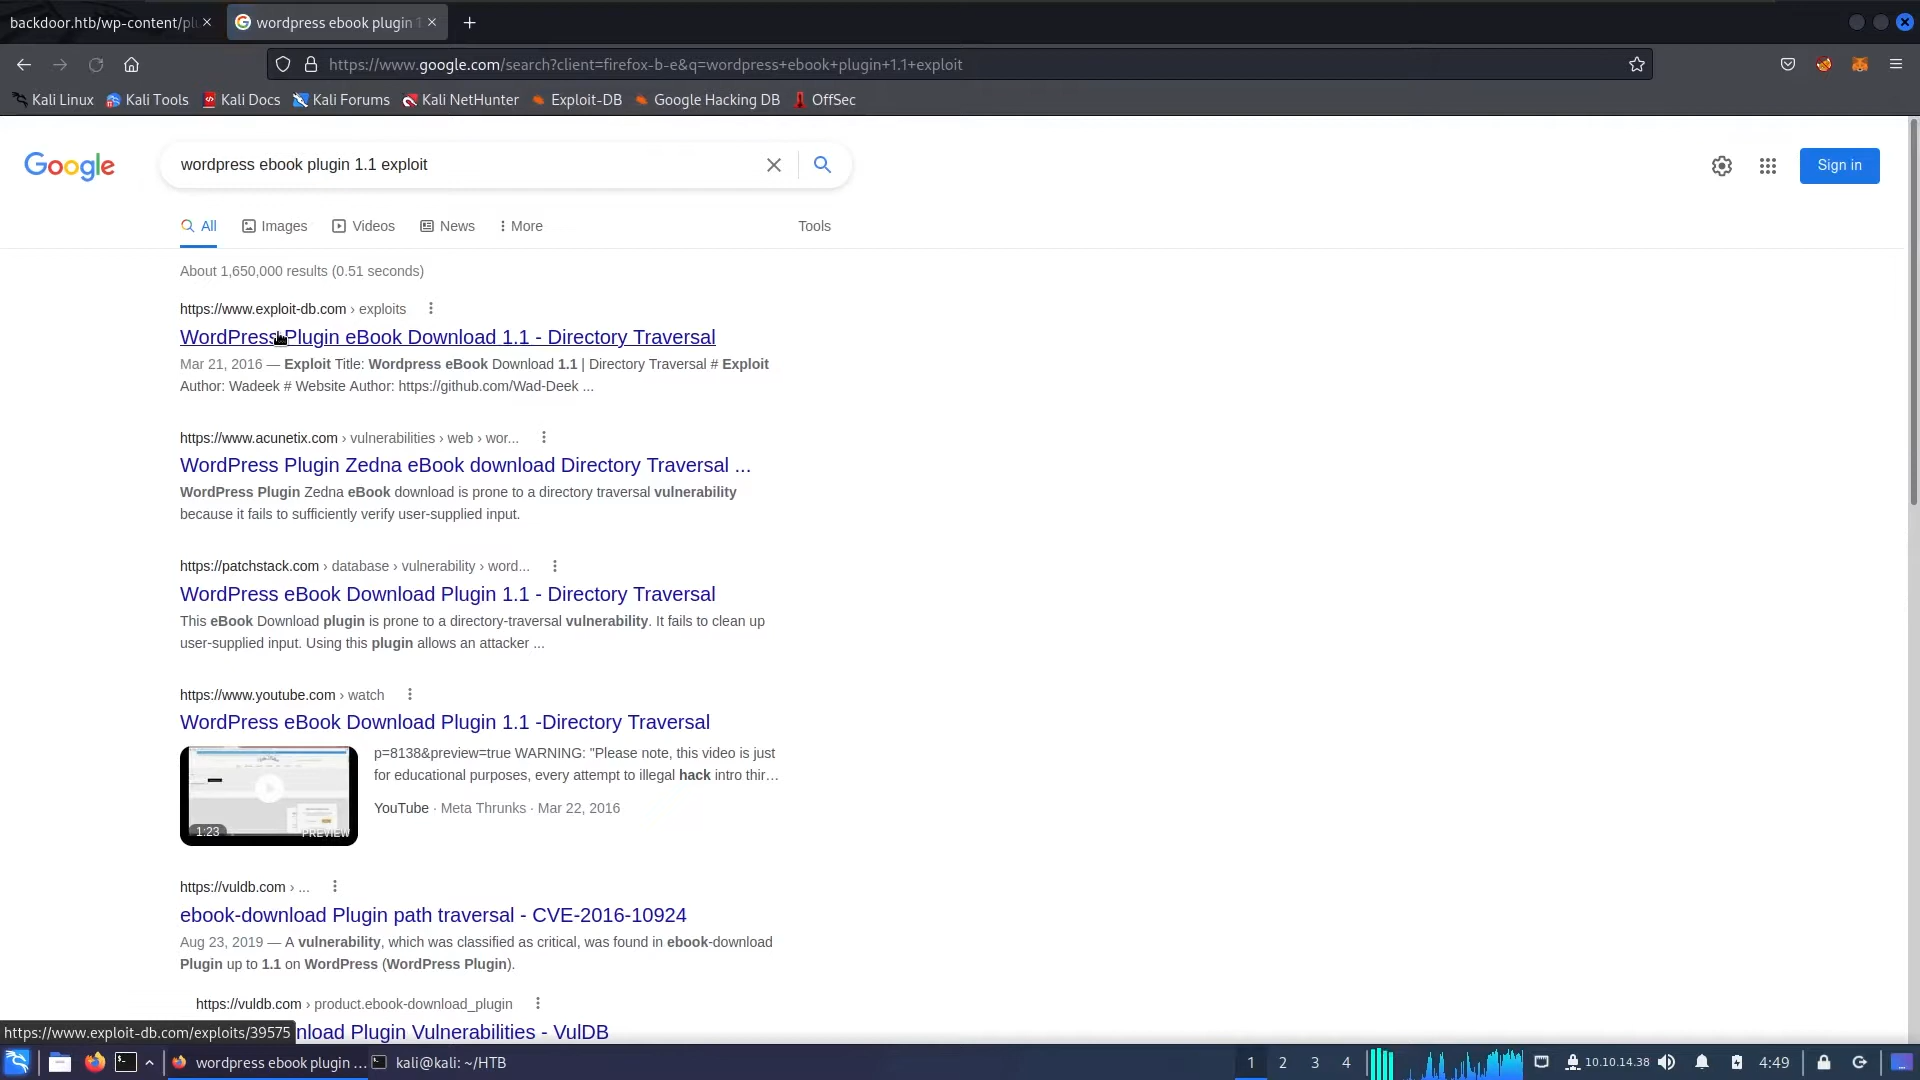 backdoor.htb/wp-content/pl
wordpress ebook plugin 1
https://www.google.com/search?client=firefox-b-e&q=wordpress+ebook+plugin+1.1+exploit
Kali Linux
Kali Tools
Kali Docs
Kali Forums
Kali NetHunter
Exploit-DB
Google Hacking DB
OffSec
Google
wordpress ebook plugin 1.1 exploit
Sign in
All
Images
Videos
News
More
Tools
About 1,650,000 results (0.51 seconds)
https://www.exploit-db.com › exploits
WordPress Plugin eBook Download 1.1 - Directory Traversal
Mar 21, 2016 — Exploit Title: Wordpress eBook Download 1.1 | Directory Traversal # Exploit
Author: Wadeek # Website Author: https://github.com/Wad-Deek ...
https://www.acunetix.com › vulnerabilities › web › wor...
WordPress Plugin Zedna eBook download Directory Traversal ...
WordPress Plugin Zedna eBook download is prone to a directory traversal vulnerability
because it fails to sufficiently verify user-supplied input.
https://patchstack.com › database › vulnerability › word...
WordPress eBook Download Plugin 1.1 - Directory Traversal
This eBook Download plugin is prone to a directory-traversal vulnerability. It fails to clean up
user-supplied input. Using this plugin allows an attacker ...
https://www.youtube.com › watch
WordPress eBook Download Plugin 1.1 -Directory Traversal
p=8138&preview=true WARNING: "Please note, this video is just
for educational purposes, every attempt to illegal hack intro thir...
1:23
PREVIEW
YouTube · Meta Thrunks · Mar 22, 2016
https://vuldb.com › ...
ebook-download Plugin path traversal - CVE-2016-10924
Aug 23, 2019 — A vulnerability, which was classified as critical, was found in ebook-download
Plugin up to 1.1 on WordPress (WordPress Plugin).
https://vuldb.com › product.ebook-download_plugin
nload Plugin Vulnerabilities - VulDB
https://www.exploit-db.com/exploits/39575
wordpress ebook plugin ...
kali@kali: ~/HTB
1
2
3
4
10.10.14.38
4:49